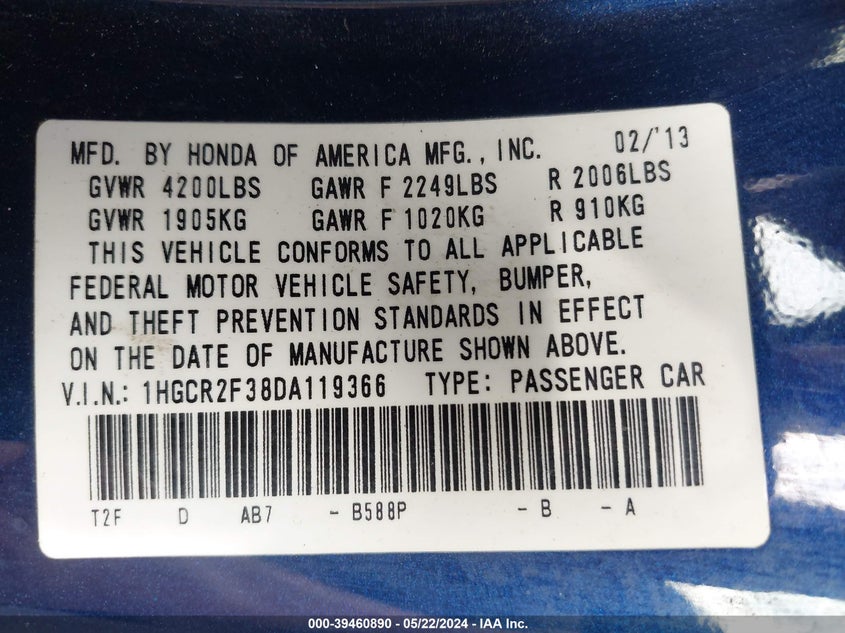 MFD. BY HONDA OF AMERICA MFG., INC. 02/'13
GVWR 4200LBS GAWR F 2249LBS R 2006LBS
GVWR 1905KG GAWR F 1020KG R 910KG
THIS VEHICLE CONFORMS TO ALL APPLICABLE
FEDERAL MOTOR VEHICLE SAFETY, BUMPER,
AND THEFT PREVENTION STANDARDS IN EFFECT
ON THE DATE OF MANUFACTURE SHOWN ABOVE.
V.I.N.: 1HGCR2F38DA119366 TYPE: PASSENGER CAR
T2F D AB7 - B588P - B - A
000-39460890 / 05/22/2024 - IAA Inc.